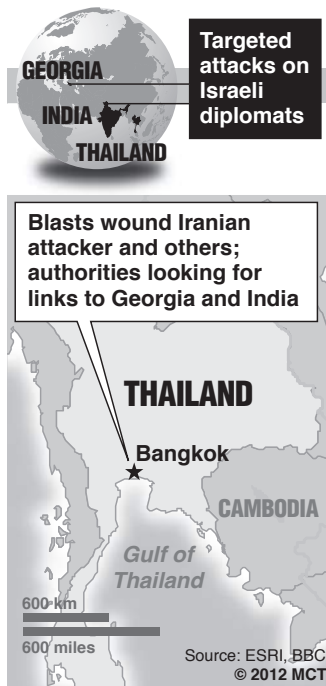 Targeted
attacks on
Israeli
diplomats
GEORGIA
INDIA
THAILAND
Blasts wound Iranian
attacker and others;
authorities looking for
links to Georgia and India
THAILAND
Bangkok
CAMBODIA
Gulf of
Thailand
600 km
600 miles
Source: ESRI, BBC
© 2012 MCT